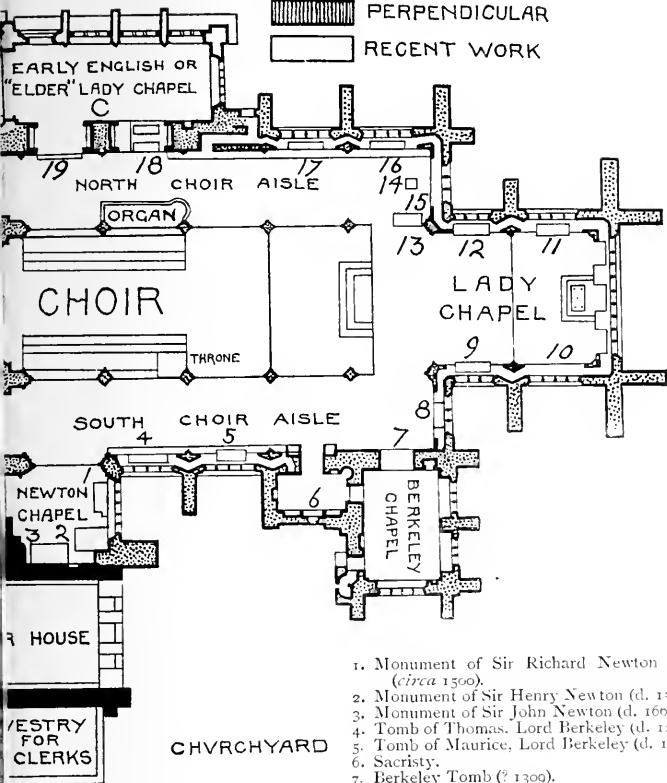 PERPENDICULAR
RECENT WORK
EARLY ENGLISH OR
"ELDER" LADY CHAPEL
C
19
18
17
16
NORTH CHOIR AISLE
14
15
ORGAN
13
12
11
CHOIR
LADY
CHAPEL
THRONE
9
10
8
SOUTH CHOIR AISLE
4
5
7
1
NEWTON
CHAPEL
3 2
6
BERKELEY
CHAPEL
HOUSE
VESTRY
FOR
CLERKS
CHVRCHYARD
1. Monument of Sir Richard Newton
(circa 1500).
2. Monument of Sir Henry Newton (d.
3. Monument of Sir John Newton (d.
4. Tomb of Thomas, Lord Berkeley (d.
5. Tomb of Maurice, Lord Berkeley (d.
6. Sacristy.
7. Berkeley Tomb (? 1300).